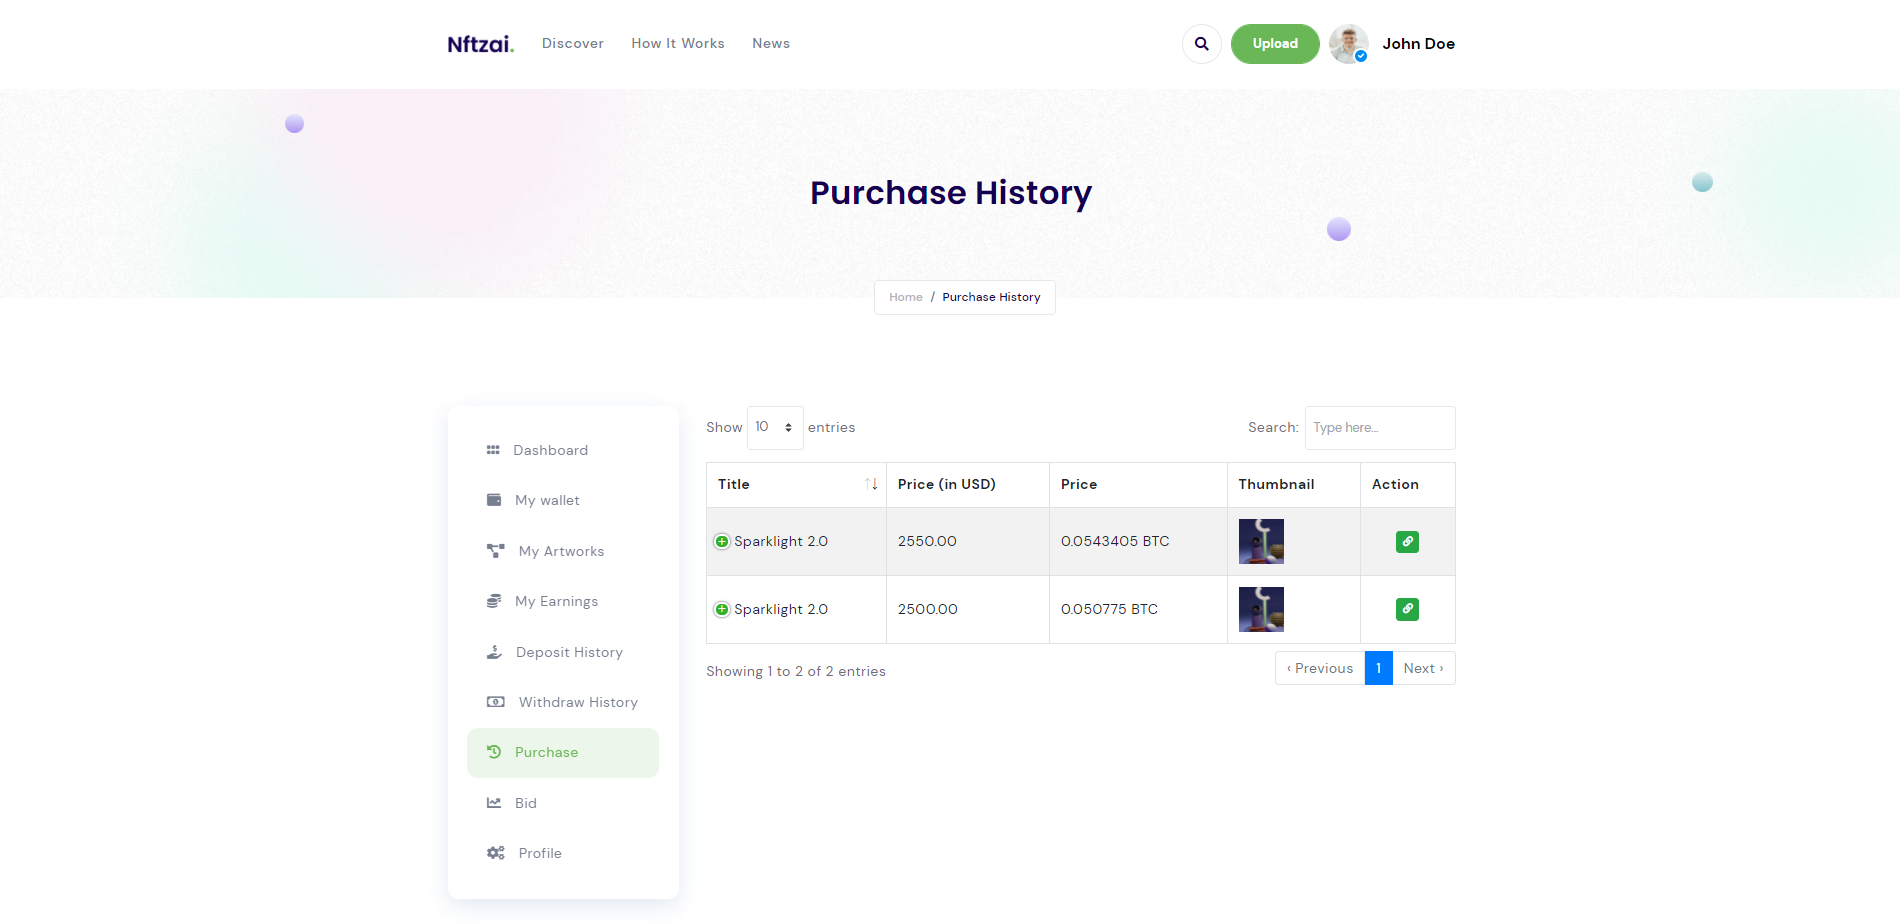 Nftzai. Discover How It Works News Upload John Doe
Purchase History
Home / Purchase History
Dashboard
My wallet
My Artworks
My Earnings
Deposit History
Withdraw History
Purchase
Bid
Profile
Show 10 entries Search: Type here...
Title Price (in USD) Price Thumbnail Action
Sparklight 2.0 2550.00 0.0543405 BTC
Sparklight 2.0 2500.00 0.050775 BTC
Showing 1 to 2 of 2 entries ‹ Previous 1 Next ›